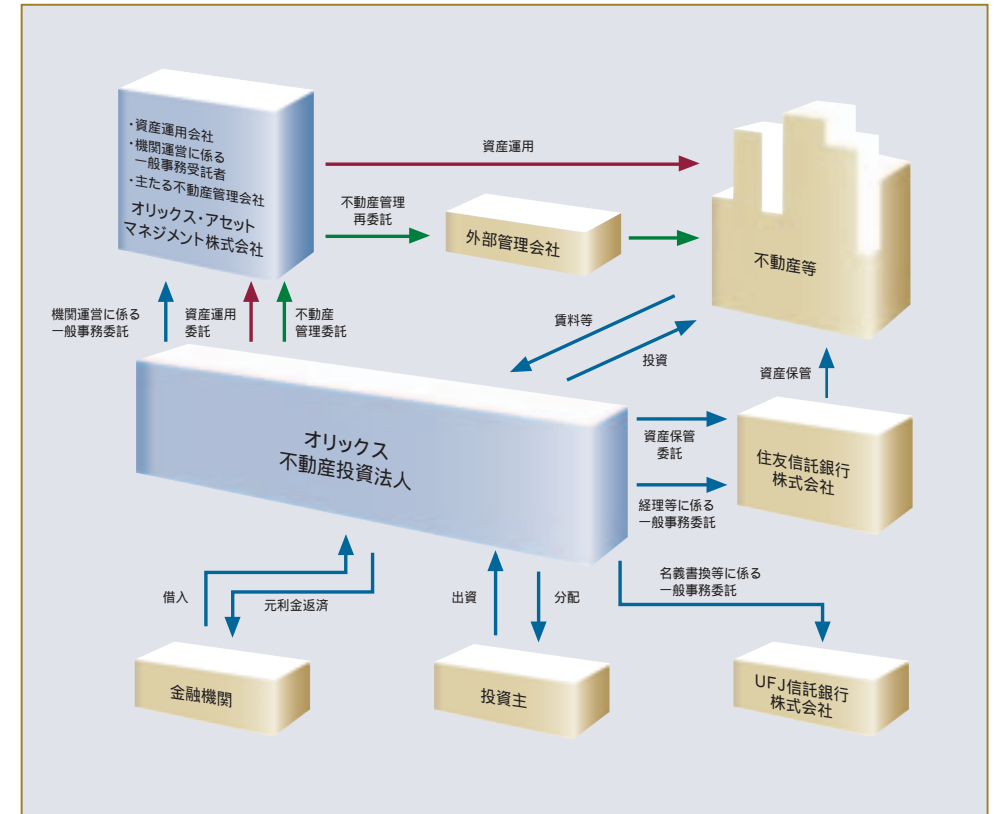 ・資産運用会社
・機関運営に係る
一般事務受託者
・主たる不動産管理会社
オリックス・アセット
マネジメント株式会社
資産運用
不動産管理
再委託
外部管理会社
不動産等
機関運営に係る
一般事務委託
資産運用
委託
不動産
管理委託
賃料等
投資
資産保管
オリックス
不動産投資法人
資産保管
委託
住友信託銀行
株式会社
経理等に係る
一般事務委託
借入
元利金返済
出資
分配
名義書換等に係る
一般事務委託
金融機関
投資主
UFJ信託銀行
株式会社